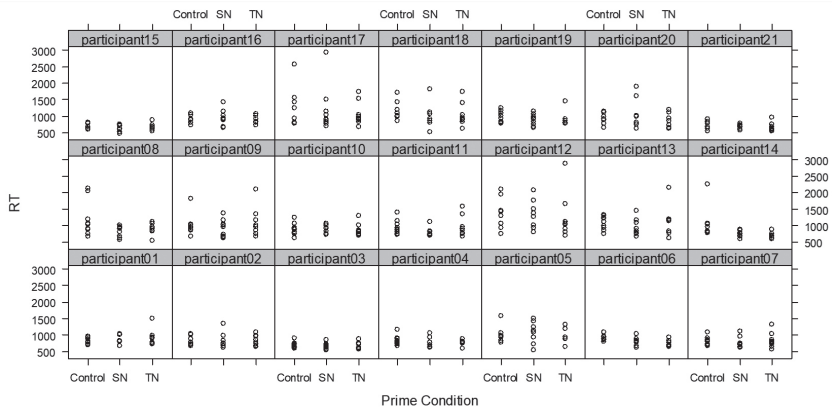 Control SN TN Control SN TN Control SN TN
participant15 participant16 participant17 participant18 participant19 participant20 participant21
3000
2500
2000
1500
1000
500
participant08 participant09 participant10 participant11 participant12 participant13 participant14
3000
2500
2000
1500
1000
500
RT
participant01 participant02 participant03 participant04 participant05 participant06 participant07
3000
2500
2000
1500
1000
500
Control SN TN Control SN TN Control SN TN Control SN TN
Prime Condition